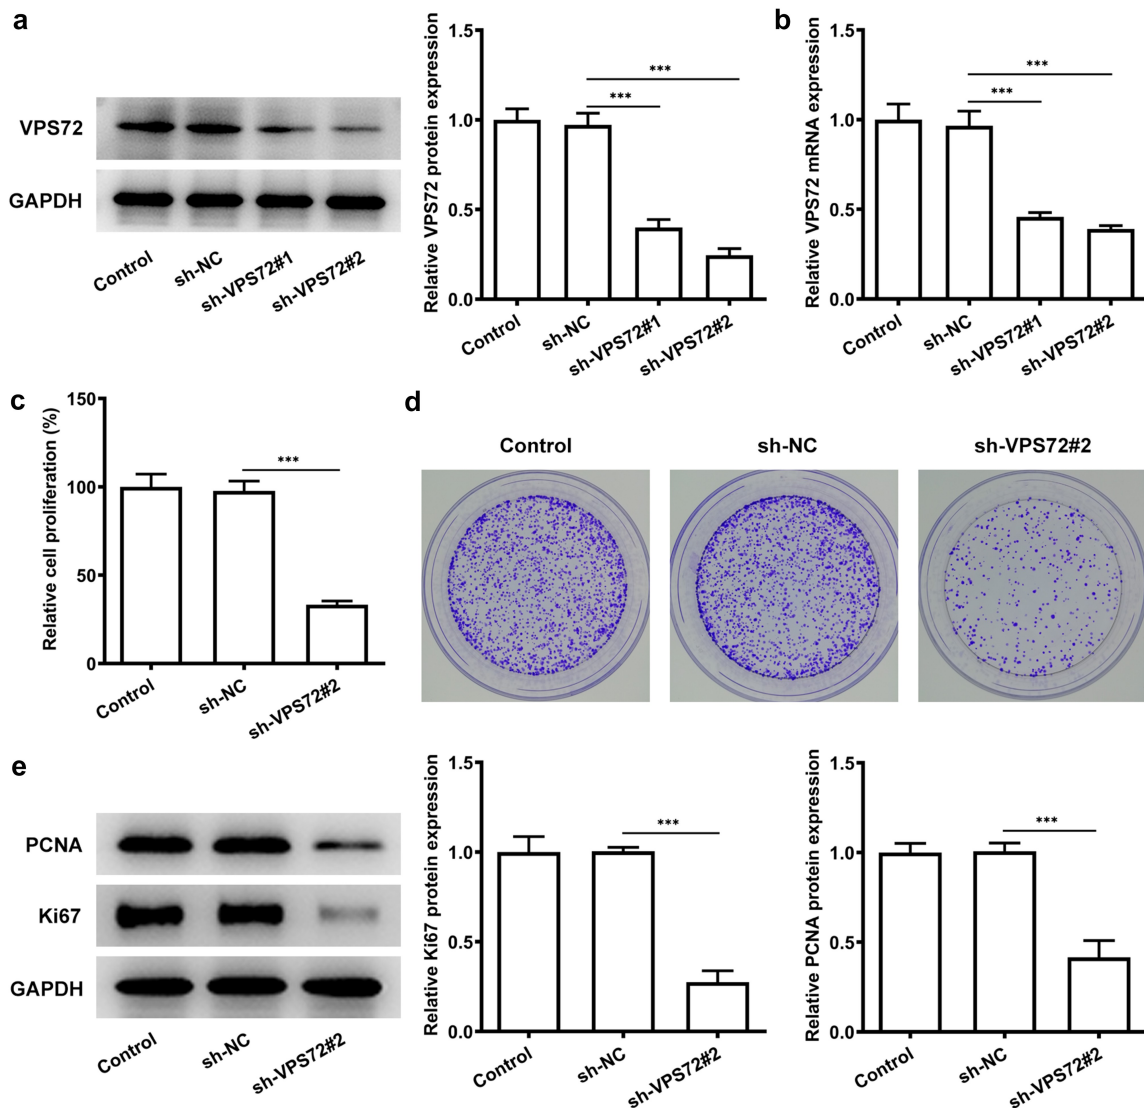 a
VPS72
GAPDH
Control
sh-NC
sh-VPS72#1
sh-VPS72#2
Relative VPS72 protein expression
1.5
1.0
0.5
0.0
***
***
Control
sh-NC
sh-VPS72#1
sh-VPS72#2
b
Relative VPS72 mRNA expression
1.5
1.0
0.5
0.0
***
***
Control
sh-NC
sh-VPS72#1
sh-VPS72#2
c
Relative cell proliferation (%)
150
100
50
0
***
Control
sh-NC
sh-VPS72#2
d
Control
sh-NC
sh-VPS72#2
e
PCNA
Ki67
GAPDH
Control
sh-NC
sh-VPS72#2
Relative Ki67 protein expression
1.5
1.0
0.5
0.0
***
Control
sh-NC
sh-VPS72#2
Relative PCNA protein expression
1.5
1.0
0.5
0.0
***
Control
sh-NC
sh-VPS72#2